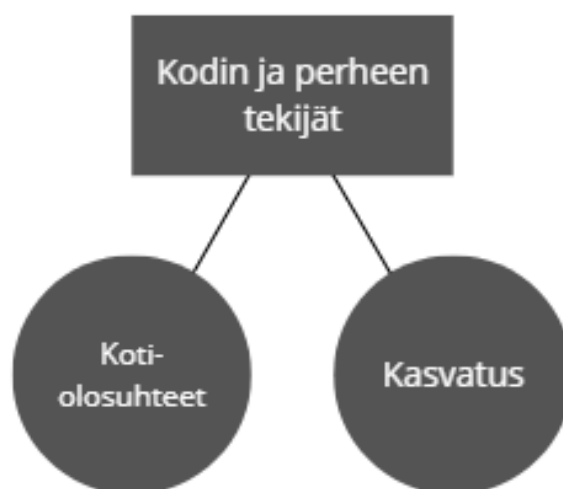 Kodin ja perheen
tekijät
Koti-
olosuhteet
Kasvatus